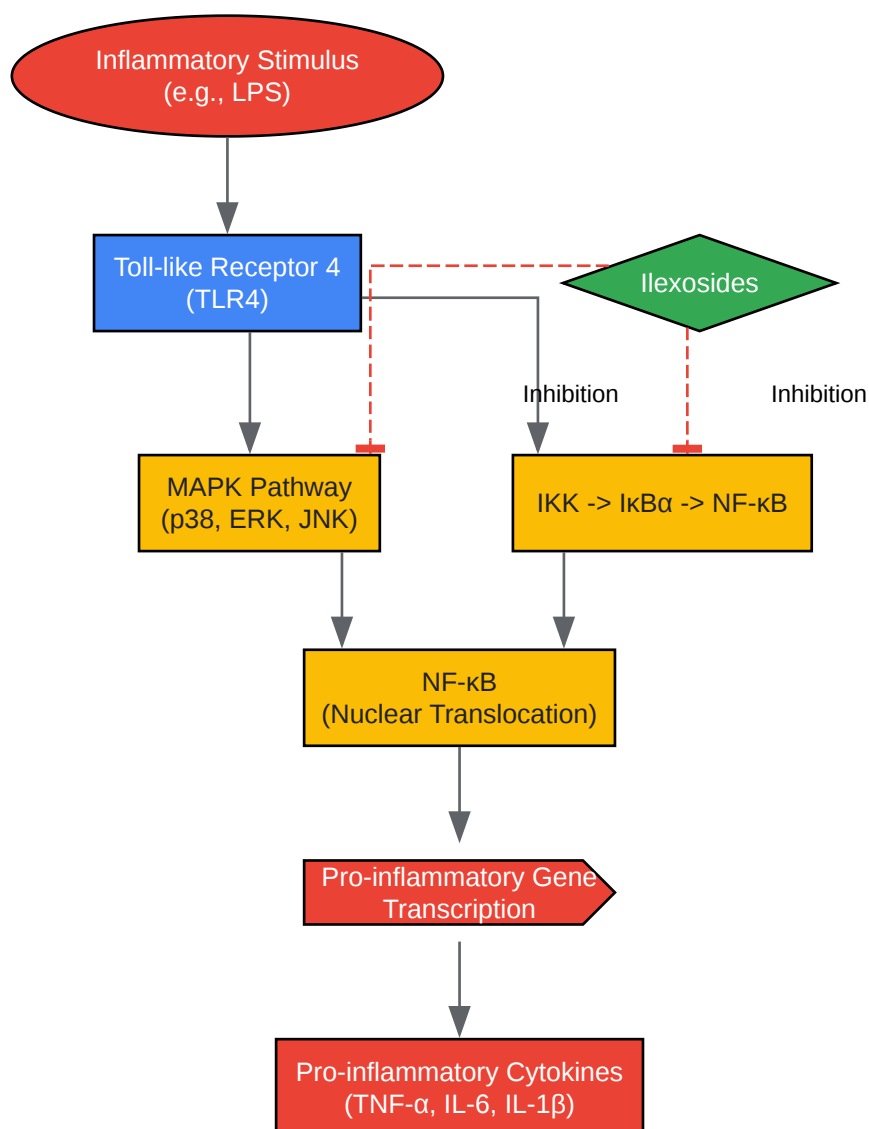 Inflammatory Stimulus
(e.g., LPS)
Toll-like Receptor 4
(TLR4)
Ilexosides
Inhibition
Inhibition
MAPK Pathway
(p38, ERK, JNK)
IKK -> IκBα -> NF-κB
NF-κB
(Nuclear Translocation)
Pro-inflammatory Gene
Transcription
Pro-inflammatory Cytokines
(TNF-α, IL-6, IL-1β)